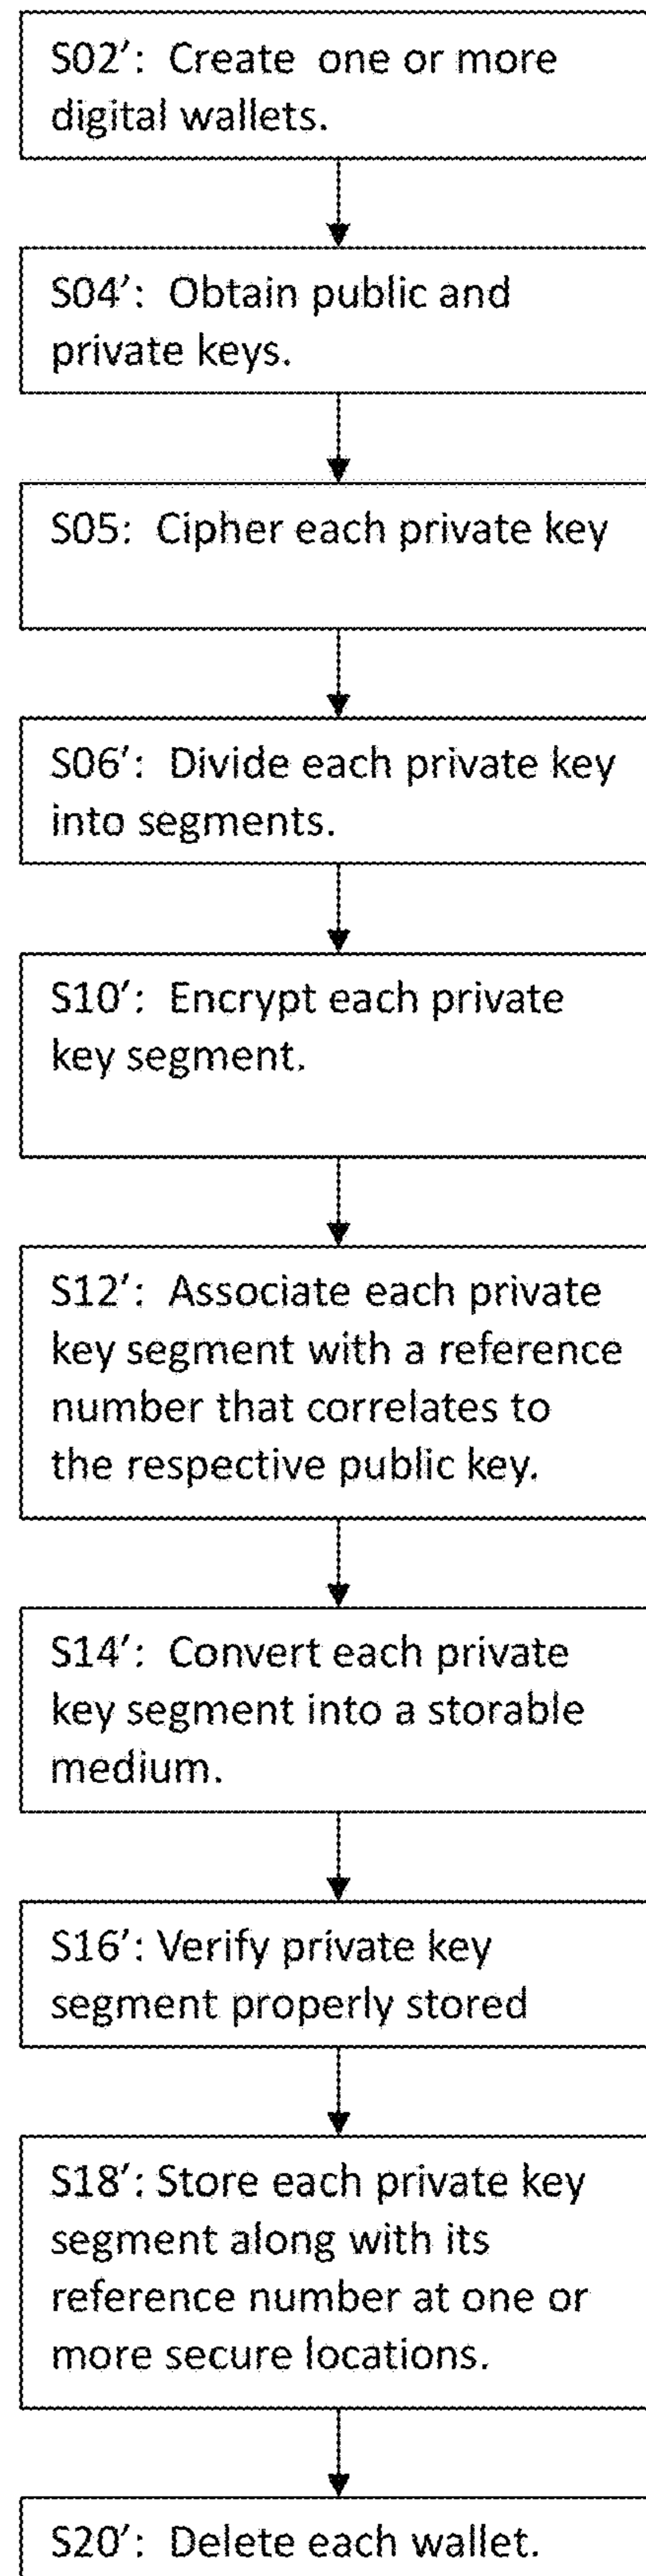 S02′: Create one or more
digital wallets.
S04′: Obtain public and
private keys.
S05: Cipher each private key
S06′: Divide each private key
into segments.
S10′: Encrypt each private
key segment.
S12′: Associate each private
key segment with a reference
number that correlates to
the respective public key.
S14′: Convert each private
key segment into a storable
medium.
S16′: Verify private key
segment properly stored
S18′: Store each private key
segment along with its
reference number at one or
more secure locations.
S20′: Delete each wallet.